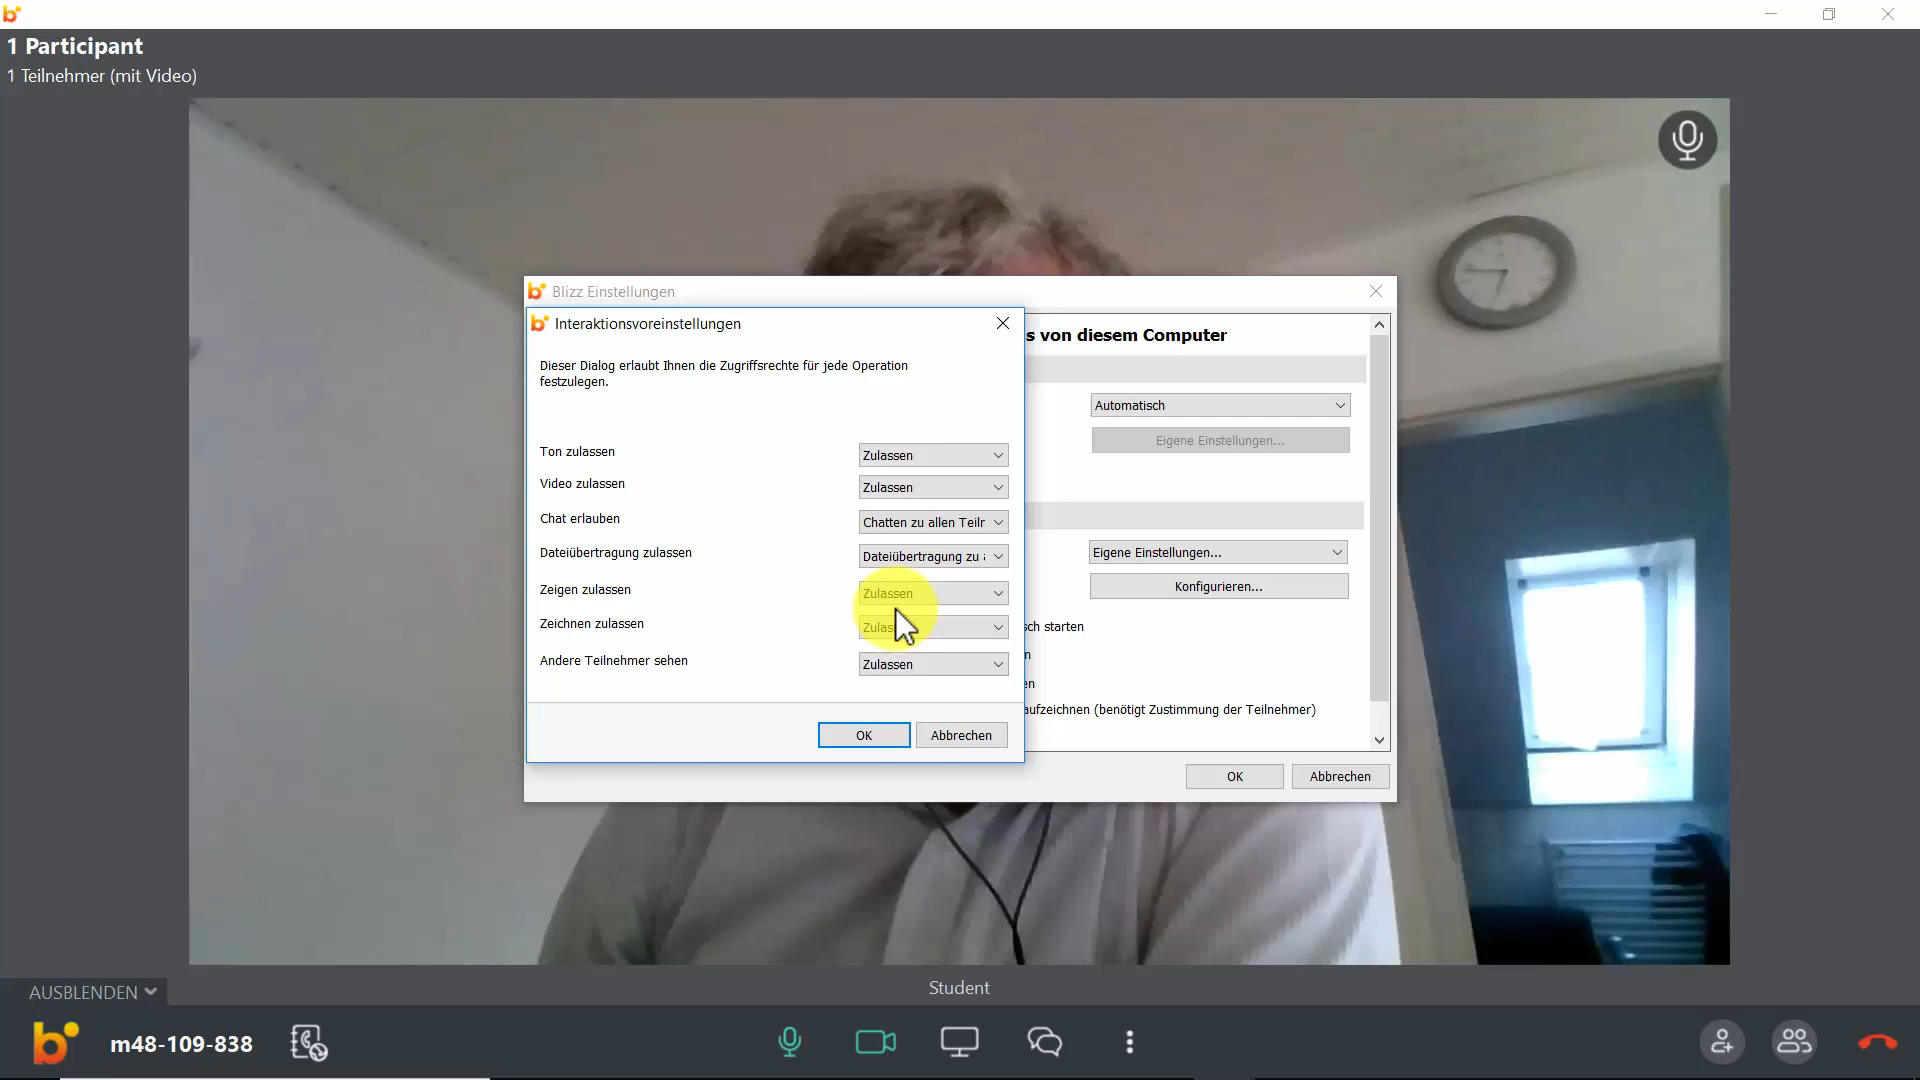 1 Participant
1 Teilnehmer (mit Video)
Blizz Einstellungen
Interaktionsvoreinstellungen
s von diesem Computer
Dieser Dialog erlaubt Ihnen die Zugriffsrechte für jede Operation
festzulegen.
Automatisch
Eigene Einstellungen...
Ton zulassen Zulassen
Video zulassen Zulassen
Chat erlauben Chatten zu allen Teilr
Dateiübertragung zulassen Dateiübertragung zu
Eigene Einstellungen...
Konfigurieren...
Zeigen zulassen Zulassen
Zeichnen zulassen Zulas
sch starten
Andere Teilnehmer sehen Zulassen
n
en
aufzeichnen (benötigt Zustimmung der Teilnehmer)
OK Abbrechen
OK Abbrechen
Student
AUSBLENDEN
m48-109-838